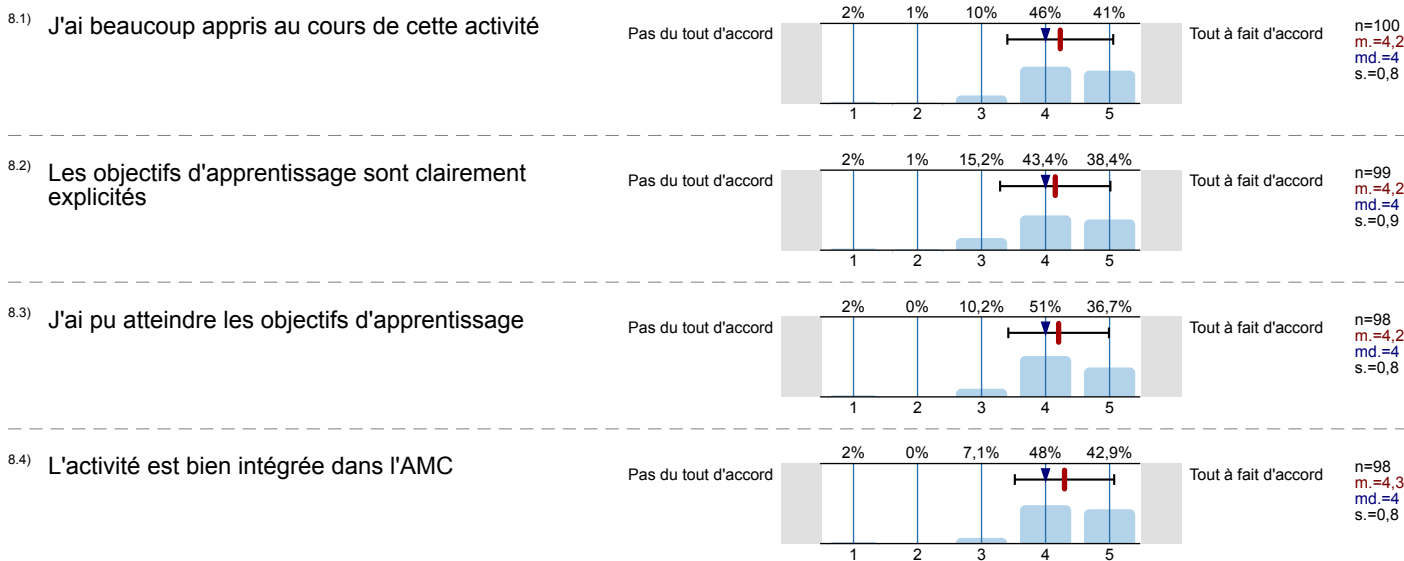 8.1) J'ai beaucoup appris au cours de cette activité
Pas du tout d'accord
2% 1% 10% 46% 41%
1 2 3 4 5
Tout à fait d'accord
n=100
m.=4,2
md.=4
s.=0,8
8.2) Les objectifs d'apprentissage sont clairement
explicités
Pas du tout d'accord
2% 1% 15,2% 43,4% 38,4%
1 2 3 4 5
Tout à fait d'accord
n=99
m.=4,2
md.=4
s.=0,9
8.3) J'ai pu atteindre les objectifs d'apprentissage
Pas du tout d'accord
2% 0% 10,2% 51% 36,7%
1 2 3 4 5
Tout à fait d'accord
n=98
m.=4,2
md.=4
s.=0,8
8.4) L'activité est bien intégrée dans l'AMC
Pas du tout d'accord
2% 0% 7,1% 48% 42,9%
1 2 3 4 5
Tout à fait d'accord
n=98
m.=4,3
md.=4
s.=0,8